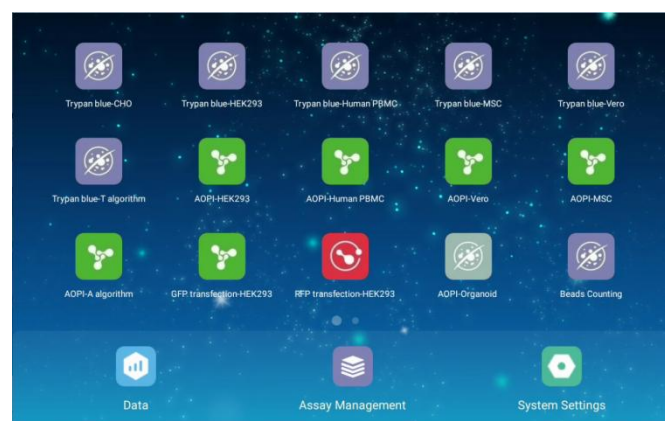 Trypan blue-CHO
Trypan blue-HEK293
Trypan blue-Human PBMC
Trypan blue-MSC
Trypan blue-Vero
Trypan blue-T algorithm
AOPI-HEK293
AOPI-Human PBMC
AOPI-Vero
AOPI-MSC
AOPI-A algorithm
GFP transfection-HEK293
RFP transfection-HEK293
AOPI-Organoid
Beads Counting
Data
Assay Management
System Settings